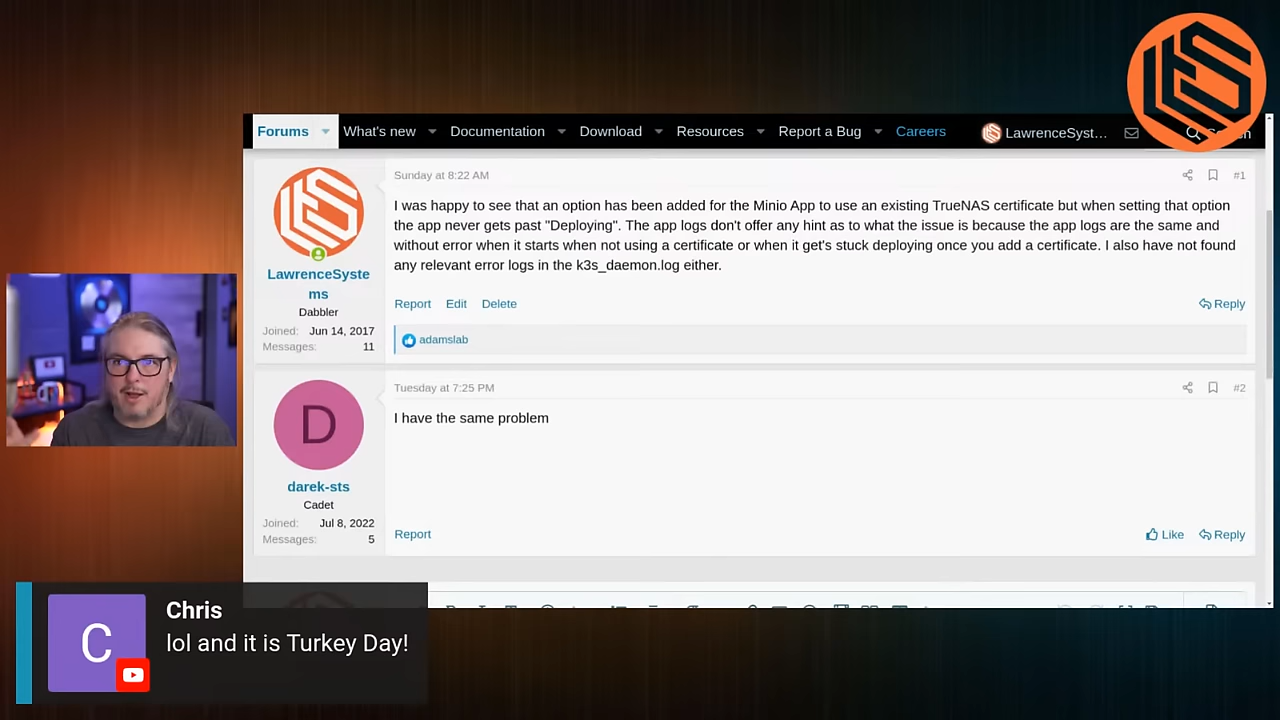 Forums What's new Documentation Download Resources Report a Bug Careers LawrenceSyst...
Sunday at 8:22 AM #1
I was happy to see that an option has been added for the Minio App to use an existing TrueNAS certificate but when setting that option
the app never gets past "Deploying". The app logs don't offer any hint as to what the issue is because the app logs are the same and
without error when it starts when not using a certificate or when it get's stuck deploying once you add a certificate. I also have not found
any relevant error logs in the k3s_daemon.log either.
LawrenceSyste
ms
Dabbler
Joined: Jun 14, 2017
Messages: 11
Report Edit Delete Reply
adamslab
Tuesday at 7:25 PM #2
I have the same problem
D
darek-sts
Cadet
Joined: Jul 8, 2022
Messages: 5
Report Like Reply
C
Chris
lol and it is Turkey Day!